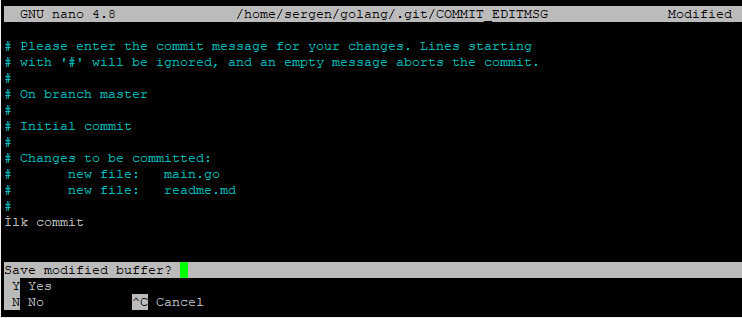 GNU nano 4.8 /home/sergen/golang/.git/COMMIT_EDITMSG Modified
# Please enter the commit message for your changes. Lines starting
# with '#' will be ignored, and an empty message aborts the commit.
#
# On branch master
#
# Initial commit
#
# Changes to be committed:
# new file: main.go
# new file: readme.md
#
İlk commit
Save modified buffer?
Y Yes
N No ^C Cancel